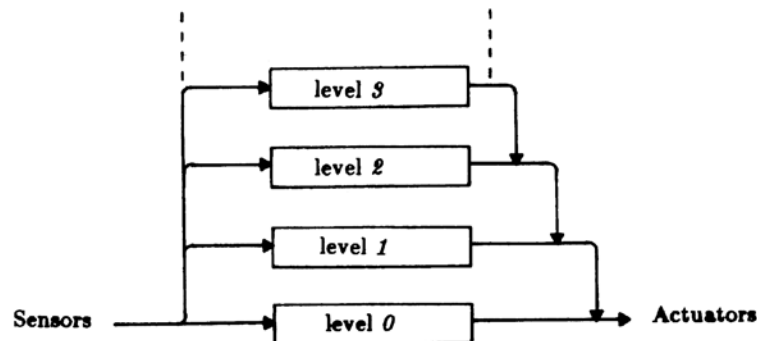 level 3
level 2
level 1
Sensors
level 0
Actuators